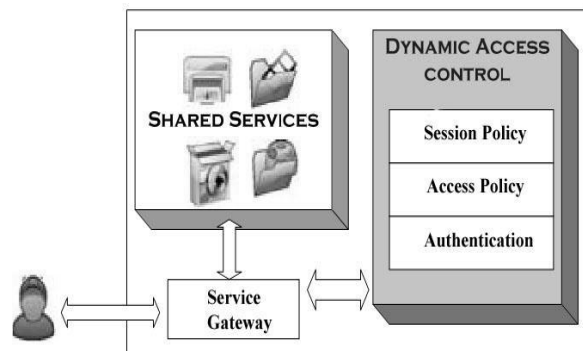 SHARED SERVICES
DYNAMIC ACCESS
CONTROL
Session Policy
Access Policy
Authentication
Service
Gateway